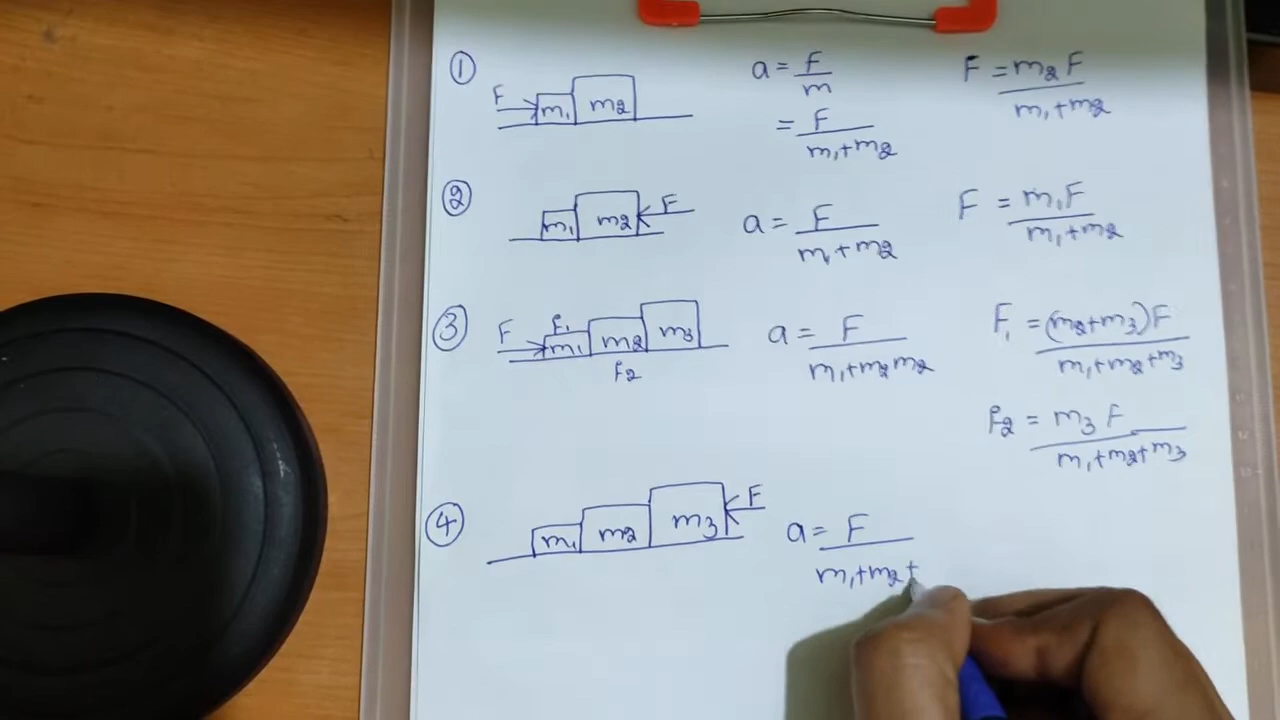 ①
F
m₁ m₂
a = F
m
= F
m₁+m₂
F = m₂ F
m₁+m₂
②
m₁ m₂ F
a = F
m₁+m₂
F = m₁F
m₁+m₂
③
F
F₁
m₁ m₂ m₃
F₂
a = F
m₁+m₂ m₂
F₁ = (m₂+m₃)F
m₁+m₂+m₃
F₂ = m₃ F
m₁+m₂+m₃
④
m₁ m₂ m₃ F
a = F
m₁+m₂+